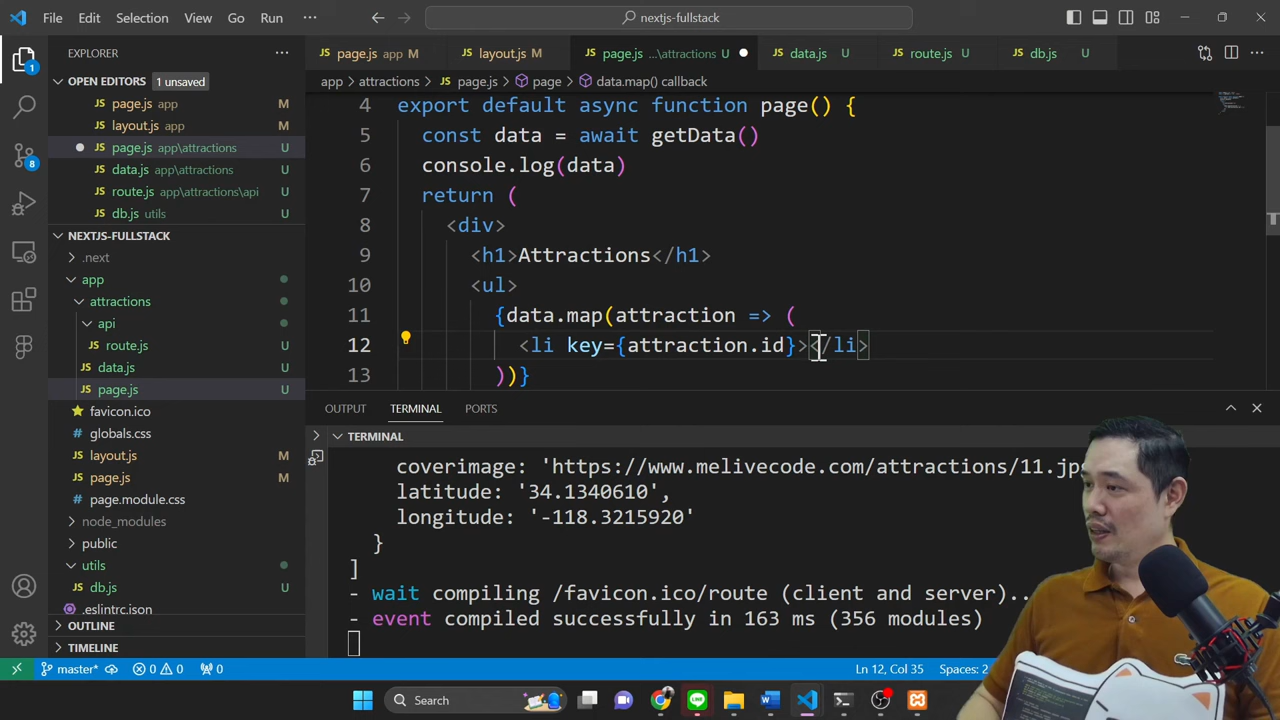 File Edit Selection View Go Run ··· nextjs-fullstack
EXPLORER ···
OPEN EDITORS 1 unsaved
JS page.js app M
JS layout.js app M
JS page.js app\attractions U
JS data.js app\attractions U
JS route.js app\attractions\api U
JS db.js utils U
NEXTJS-FULLSTACK
.next
app
attractions
api
JS route.js U
JS data.js U
JS page.js U
favicon.ico
# globals.css
JS layout.js M
JS page.js M
# page.module.css
node_modules
public
utils
JS db.js U
.eslintrc.json
OUTLINE
TIMELINE
1
8
JS page.js app M JS layout.js M JS page.js ...\attractions U JS data.js U JS route.js U JS db.js U
app > attractions > JS page.js > page > data.map() callback
4 export default async function page() {
5 const data = await getData()
6 console.log(data)
7 return (
8 <div>
9 <h1>Attractions</h1>
10 <ul>
11 {data.map(attraction => (
12 <li key={attraction.id}></li>
13 ))}
OUTPUT TERMINAL PORTS
TERMINAL
coverimage: 'https://www.melivecode.com/attractions/11.jp
latitude: '34.1340610',
longitude: '-118.3215920'
}
]
- wait compiling /favicon.ico/route (client and server)..
- event compiled successfully in 163 ms (356 modules)
master* 0 0 0 Ln 12, Col 35 Spaces: 2
Search